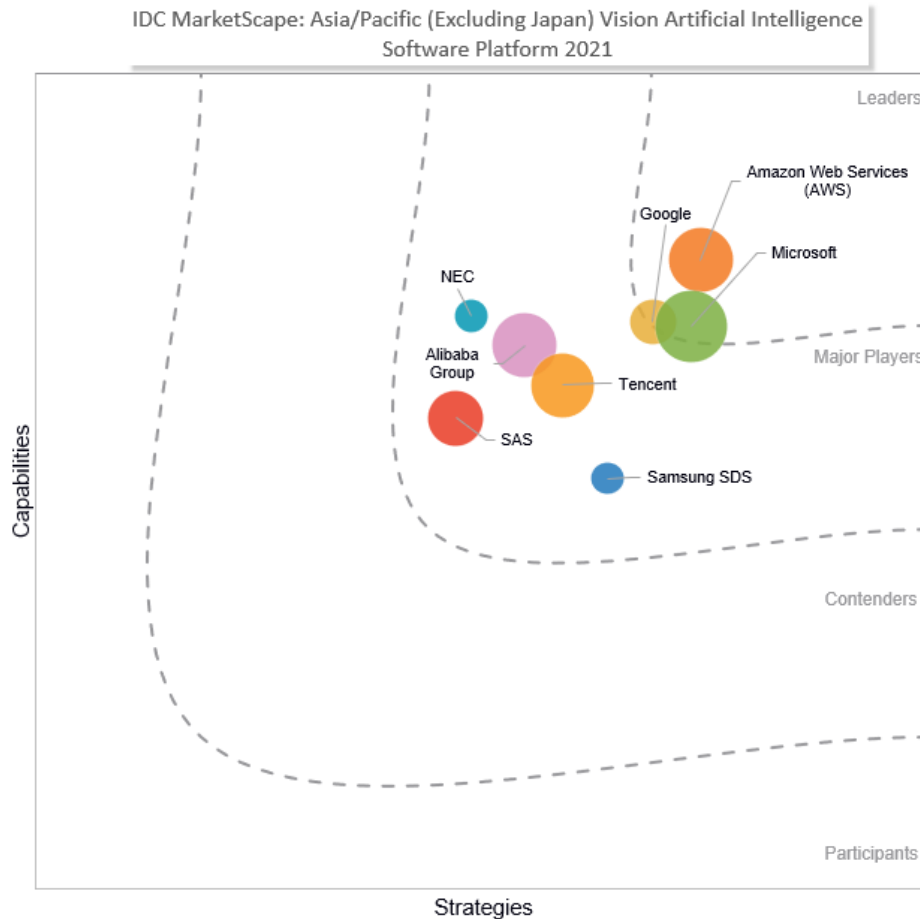 IDC MarketScape: Asia/Pacific (Excluding Japan) Vision Artificial Intelligence
Software Platform 2021
Leaders
Amazon Web Services
(AWS)
Google
Microsoft
NEC
Alibaba
Group
Major Players
Tencent
SAS
Samsung SDS
Capabilities
Contenders
Participants
Strategies